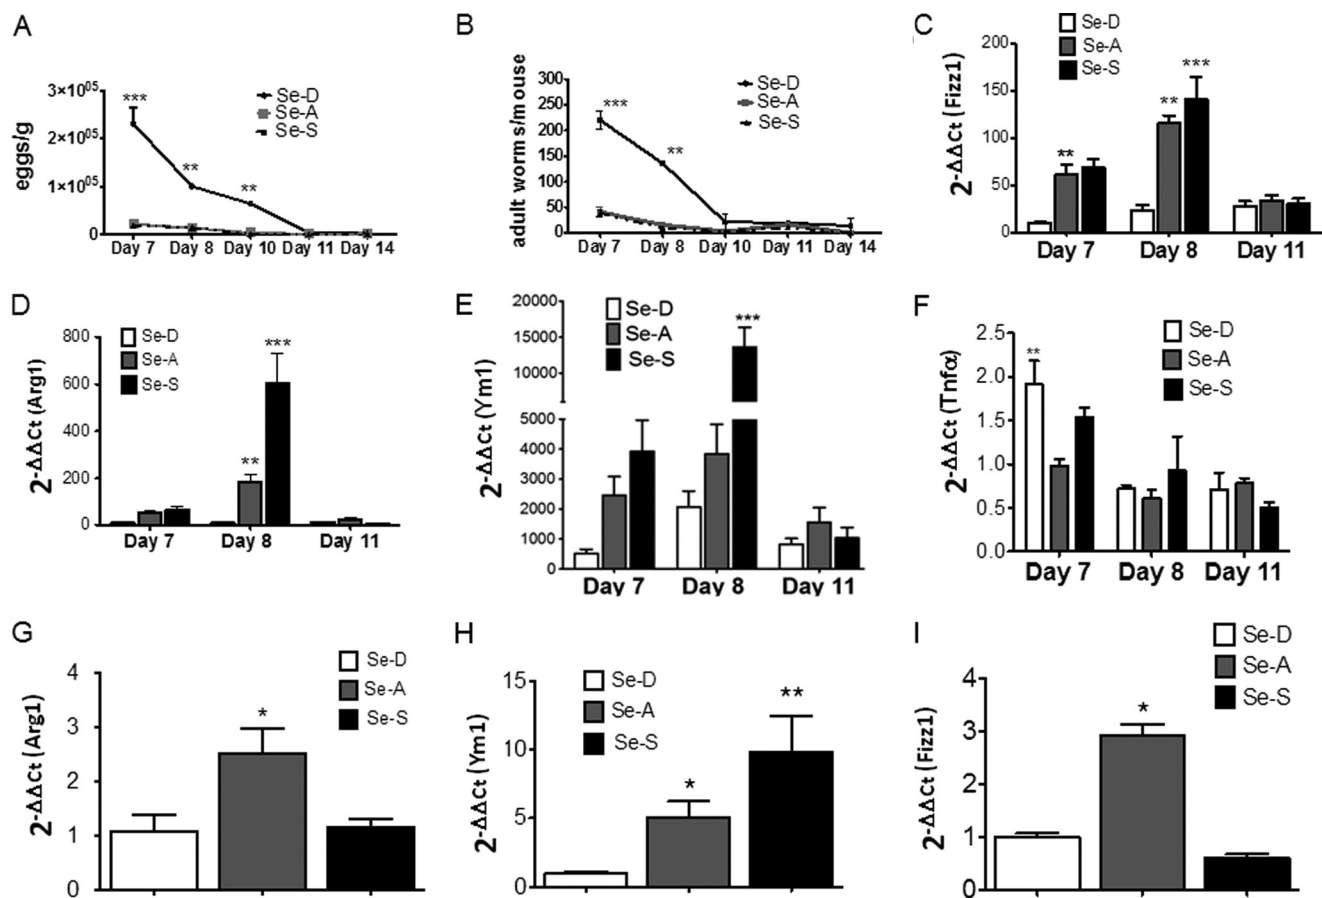 A
eggs/g
3×10⁰⁵
2×10⁰⁵
1×10⁰⁵
0
***
**
**
Se-D
Se-A
Se-S
Day 7 Day 8 Day 10 Day 11 Day 14
B
adult worms/mouse
300
250
200
150
100
50
0
***
**
Se-D
Se-A
Se-S
Day 7 Day 8 Day 10 Day 11 Day 14
C
2^-ΔΔCt (Fizz1)
200
150
100
50
0
Se-D
Se-A
Se-S
**
**
***
Day 7 Day 8 Day 11
D
2^-ΔΔCt (Arg1)
800
600
400
200
0
Se-D
Se-A
Se-S
**
***
Day 7 Day 8 Day 11
E
2^-ΔΔCt (Ym1)
20000
15000
10000
5000
4000
3000
2000
1000
0
Se-D
Se-A
Se-S
***
Day 7 Day 8 Day 11
F
2^-ΔΔCt (Tnfα)
2.5
2.0
1.5
1.0
0.5
0.0
**
Se-D
Se-A
Se-S
Day 7 Day 8 Day 11
G
2^-ΔΔCt (Arg1)
4
3
2
1
0
*
Se-D
Se-A
Se-S
H
2^-ΔΔCt (Ym1)
15
10
5
0
Se-D
Se-A
Se-S
*
**
I
2^-ΔΔCt (Fizz1)
4
3
2
1
0
*
Se-D
Se-A
Se-S